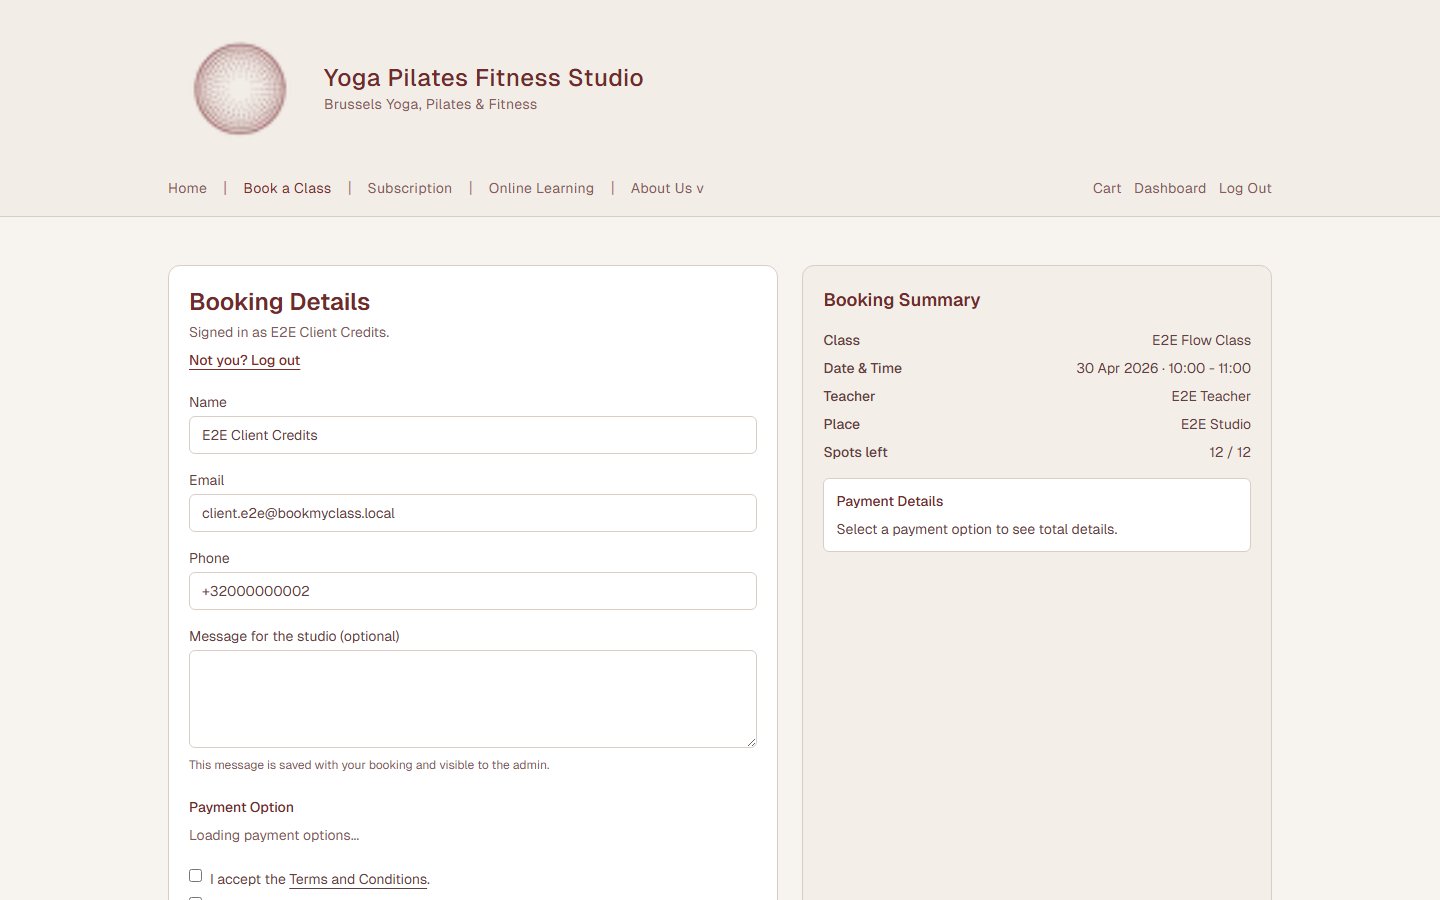 Yoga Pilates Fitness Studio
Brussels Yoga, Pilates & Fitness
Home | Book a Class | Subscription | Online Learning | About Us v
Cart Dashboard Log Out
Booking Details
Signed in as E2E Client Credits.
Not you? Log out
Name
E2E Client Credits
Email
client.e2e@bookmyclass.local
Phone
+32000000002
Message for the studio (optional)
This message is saved with your booking and visible to the admin.
Payment Option
Loading payment options...
I accept the Terms and Conditions.
Booking Summary
Class E2E Flow Class
Date & Time 30 Apr 2026 · 10:00 - 11:00
Teacher E2E Teacher
Place E2E Studio
Spots left 12 / 12
Payment Details
Select a payment option to see total details.